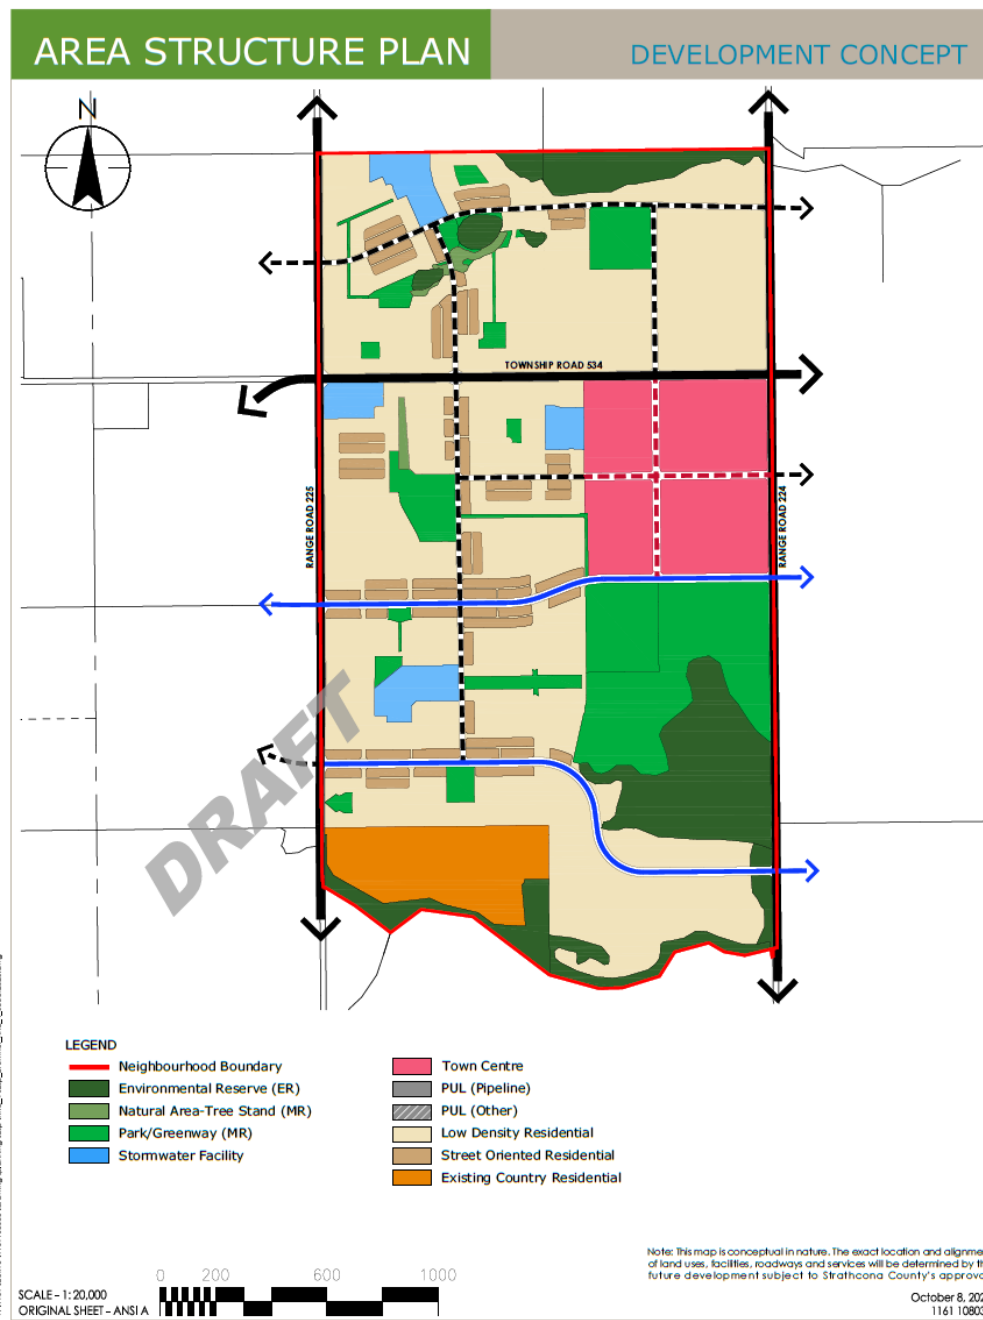 AREA STRUCTURE PLAN
DEVELOPMENT CONCEPT
N
TOWNSHIP ROAD 534
RANGE ROAD 225
RANGE ROAD 224
DRAFT
LEGEND
Neighbourhood Boundary
Environmental Reserve (ER)
Natural Area-Tree Stand (MR)
Park/Greenway (MR)
Stormwater Facility
Town Centre
PUL (Pipeline)
PUL (Other)
Low Density Residential
Street Oriented Residential
Existing Country Residential
0 200 600 1000
SCALE - 1: 20,000
ORIGINAL SHEET - ANSI A
Note: This map is conceptual in nature. The exact location and
of land uses, facilities, roadways and services will be determined by
future development subject to Strathcona County's
October 8,
1161